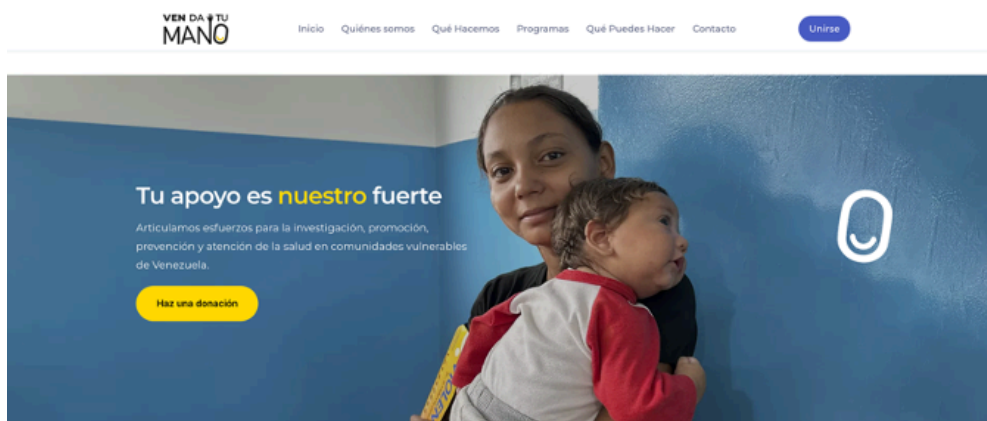 VEN DA TU
MANO
Inicio Quiénes somos Qué Hacemos Programas Qué Puedes Hacer Contacto Unirse
Tu apoyo es nuestro fuerte
Articulamos esfuerzos para la investigación, promoción,
prevención y atención de la salud en comunidades vulnerables
de Venezuela.
Haz una donación